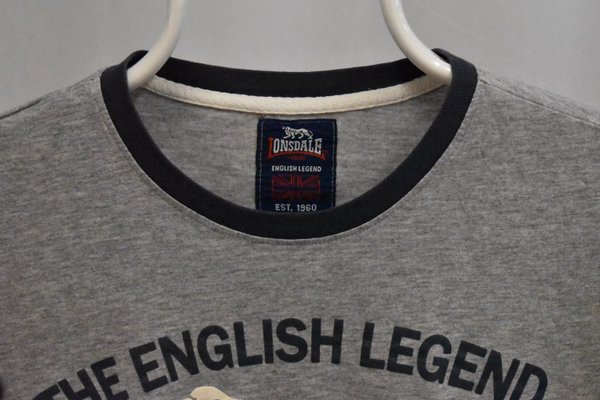 LONSDALE
ENGLISH LEGEND
EST. 1960
THE ENGLISH LEGEND